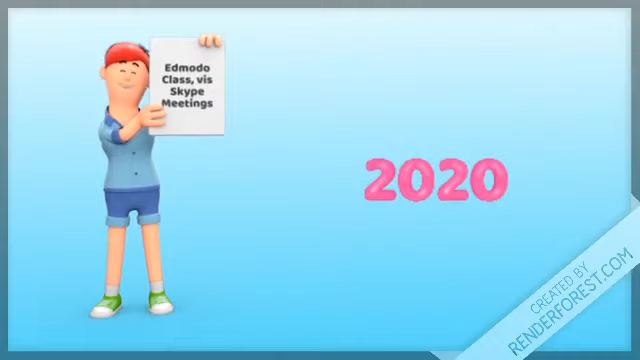 Edmodo
Class, vis
Skype
Meetings
2020
CREATED BY
RENDERFOREST.COM